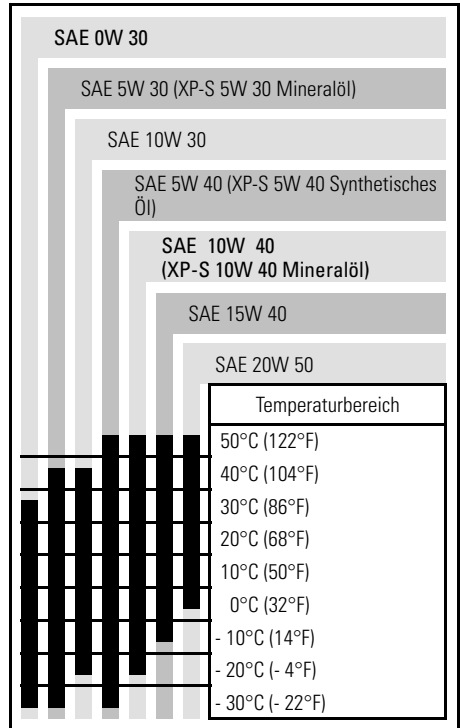 SAE 0W 30
SAE 5W 30 (XP-S 5W 30 Mineralöl)
SAE 10W 30
SAE 5W 40 (XP-S 5W 40 Synthetisches
Öl)
SAE 10W 40
(XP-S 10W 40 Mineralöl)
SAE 15W 40
SAE 20W 50
Temperaturbereich
50°C (122°F)
40°C (104°F)
30°C (86°F)
20°C (68°F)
10°C (50°F)
0°C (32°F)
- 10°C (14°F)
- 20°C (- 4°F)
- 30°C (- 22°F)